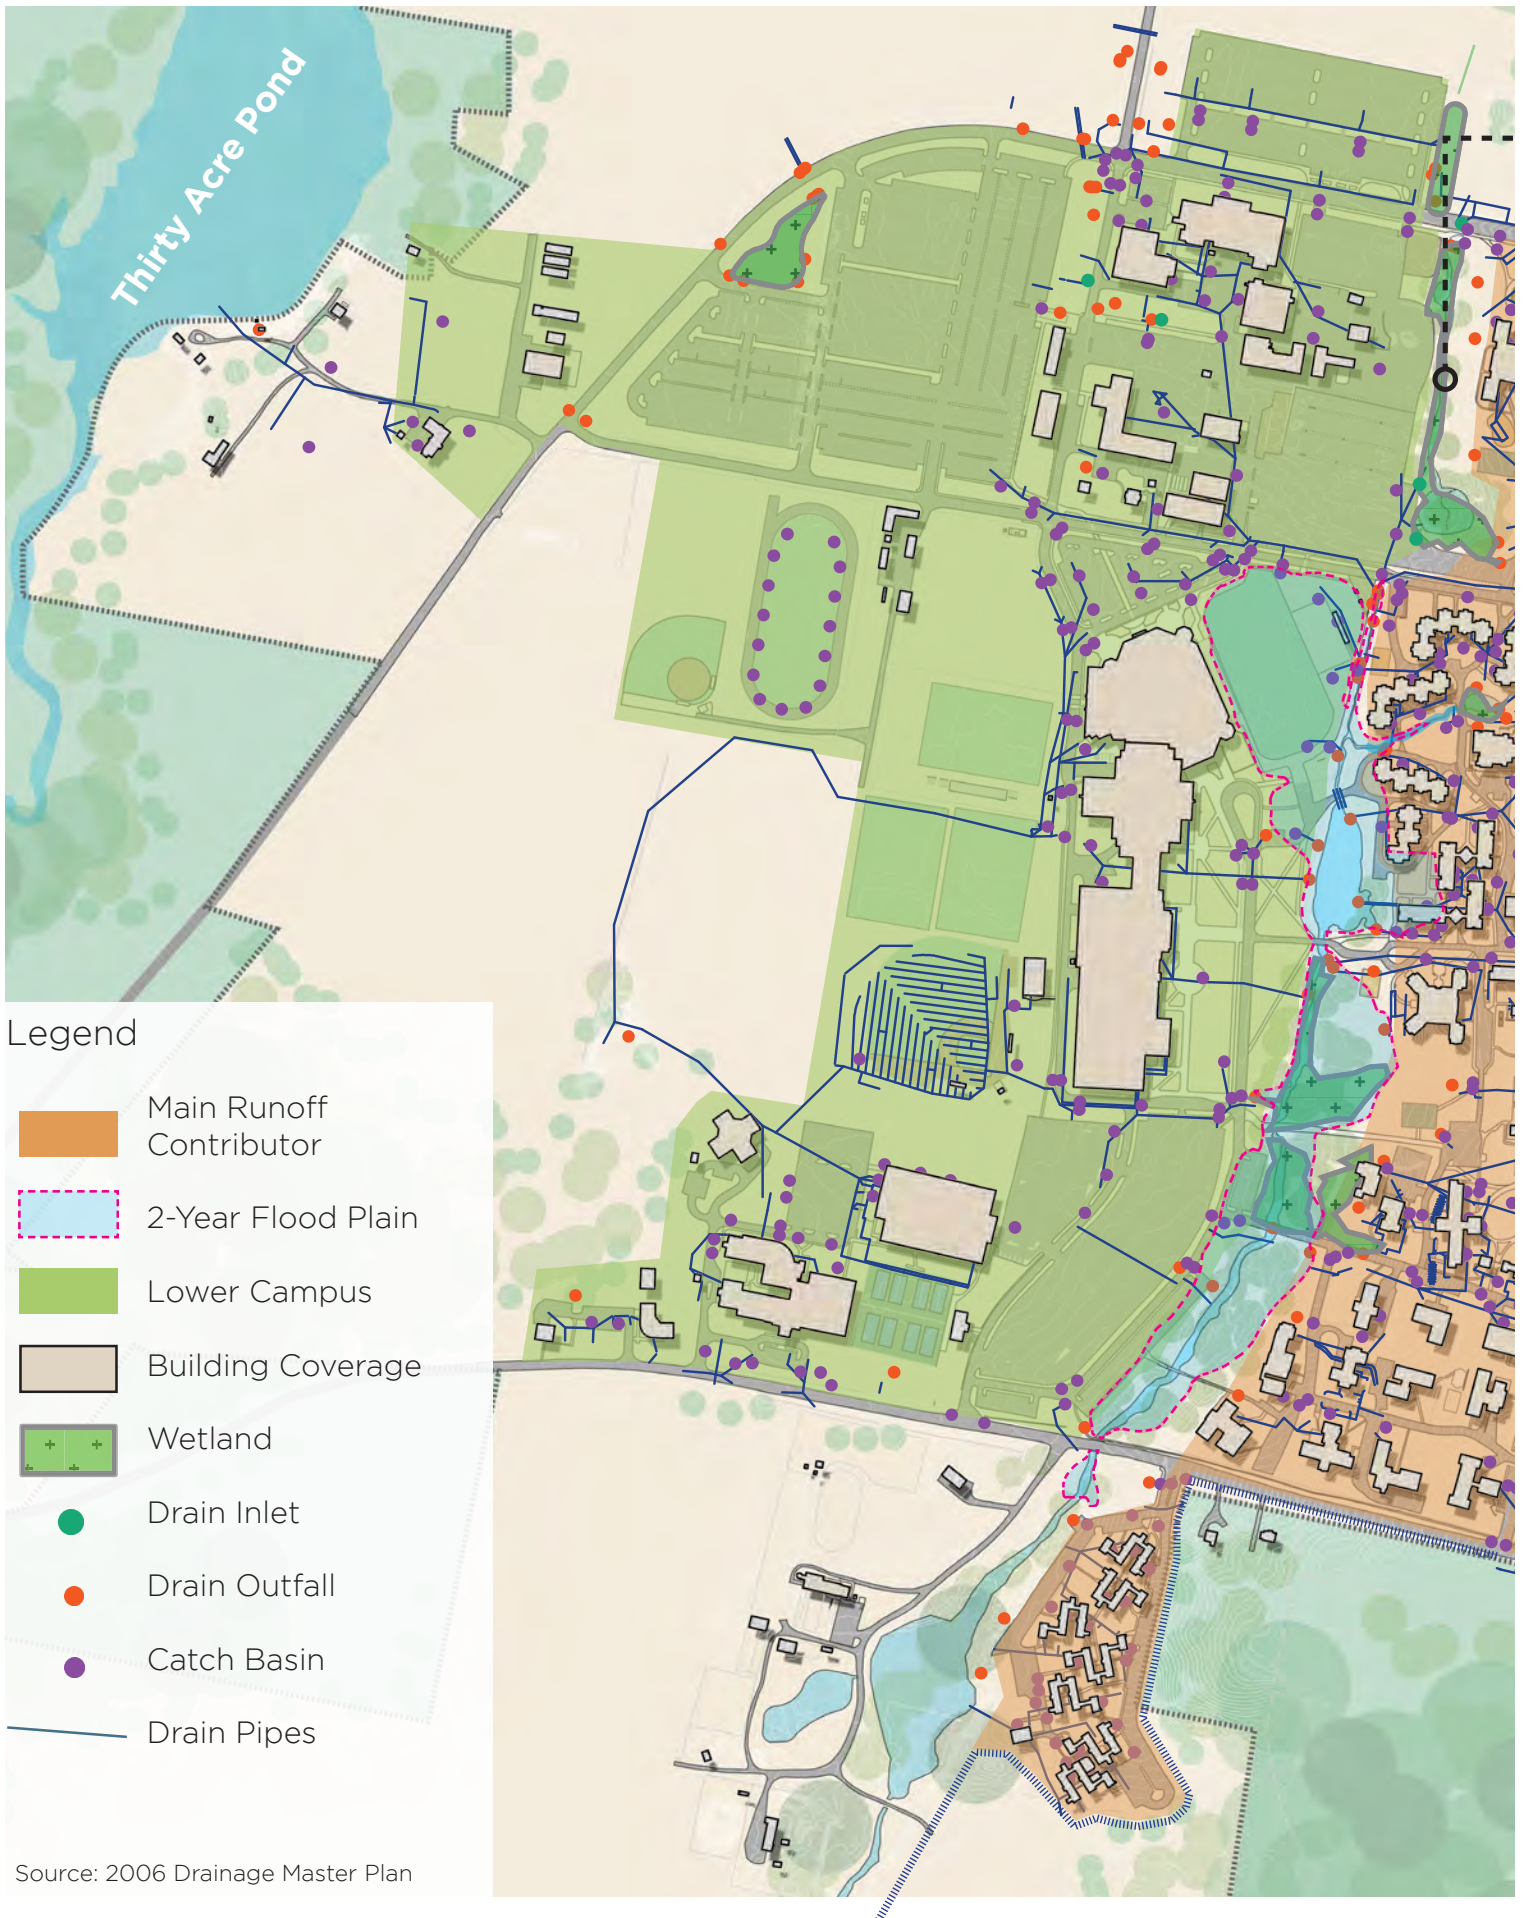 Thirty Acre Pond
Legend
Main Runoff
Contributor
2-Year Flood Plain
Lower Campus
Building Coverage
Wetland
Drain Inlet
Drain Outfall
Catch Basin
Drain Pipes
Source: 2006 Drainage Master Plan